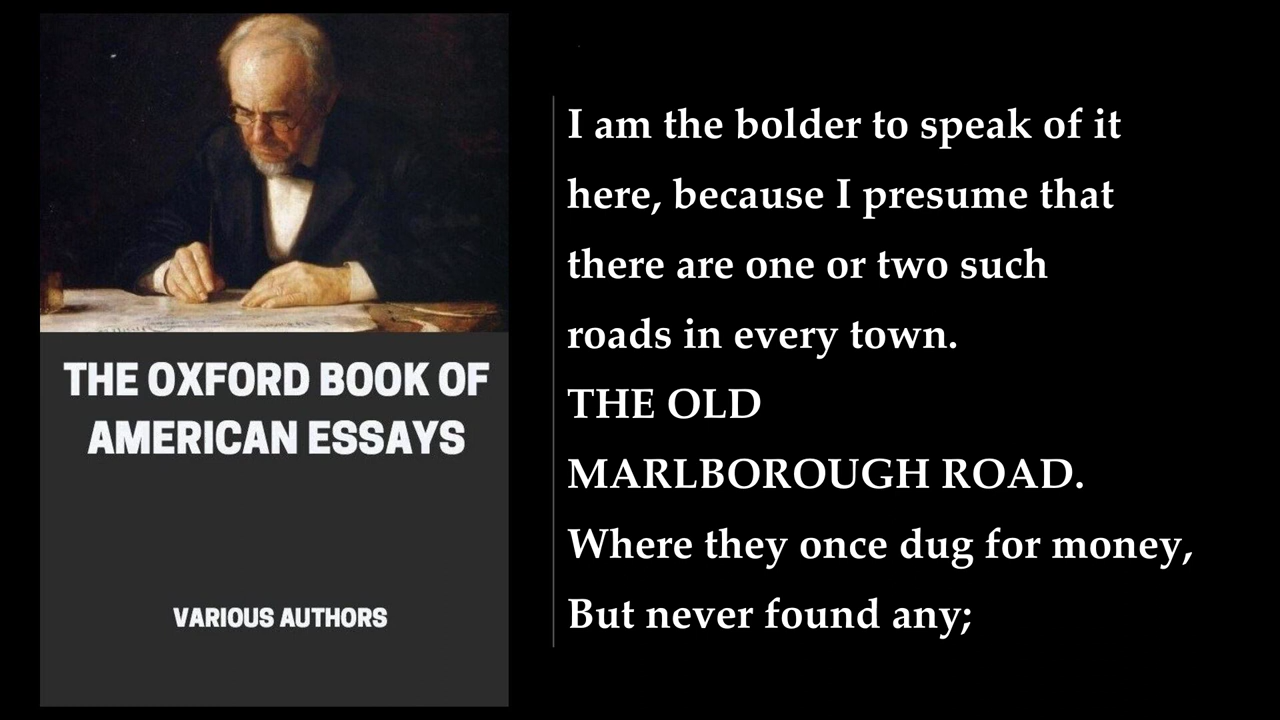 THE OXFORD BOOK OF
AMERICAN ESSAYS
VARIOUS AUTHORS
I am the bolder to speak of it
here, because I presume that
there are one or two such
roads in every town.
THE OLD
MARLBOROUGH ROAD.
Where they once dug for money,
But never found any;